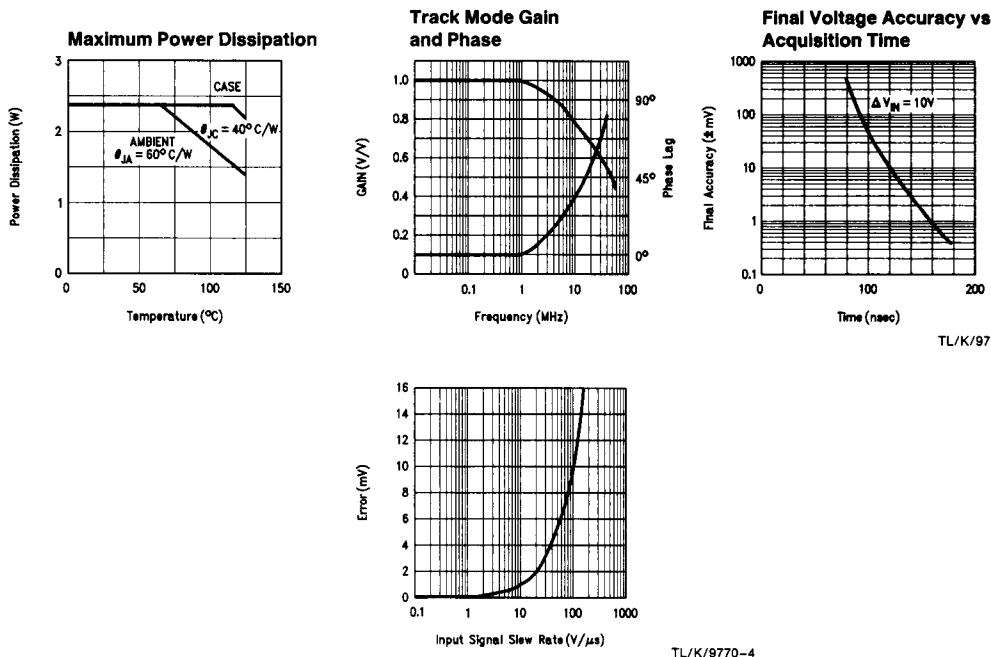 Maximum Power Dissipation
3
2
1
0
0
50
100
150
Power Dissipation (W)
Temperature (°C)
CASE
θJC = 40° C/W
AMBIENT
θJA = 60° C/W
Track Mode Gain
and Phase
1.0
0.8
0.6
0.4
0.2
0
90°
45°
0°
GAIN (V/V)
Phase Lag
0.1
1
10
100
Frequency (MHz)
Final Voltage Accuracy vs
Acquisition Time
1000
100
10
1
0.1
0
100
200
Final Accuracy (± mV)
Δ VIN = 10V
Time (nsec)
TL/K/97
16
14
12
10
8
6
4
2
0
0.1
1
10
100
1000
Error (mV)
Input Signal Slew Rate (V/μs)
TL/K/9770-4